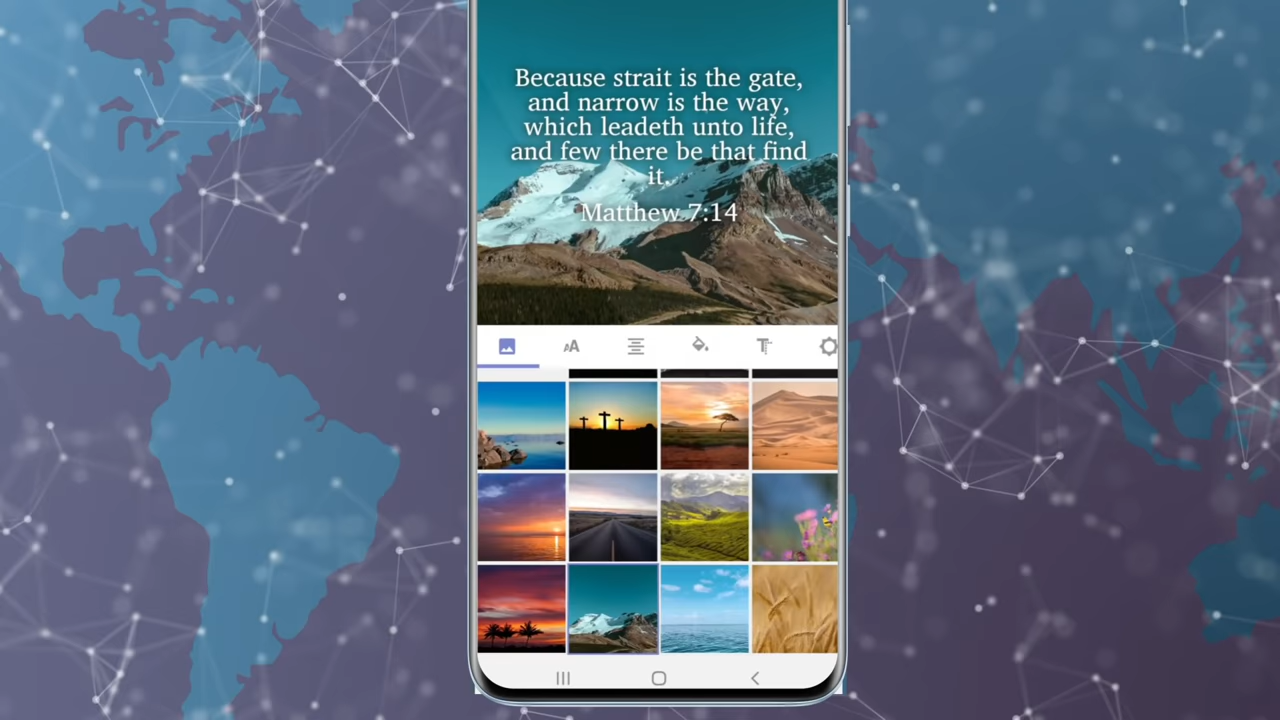 Because strait is the gate,
and narrow is the way,
which leadeth unto life,
and few there be that find
it.
Matthew 7:14